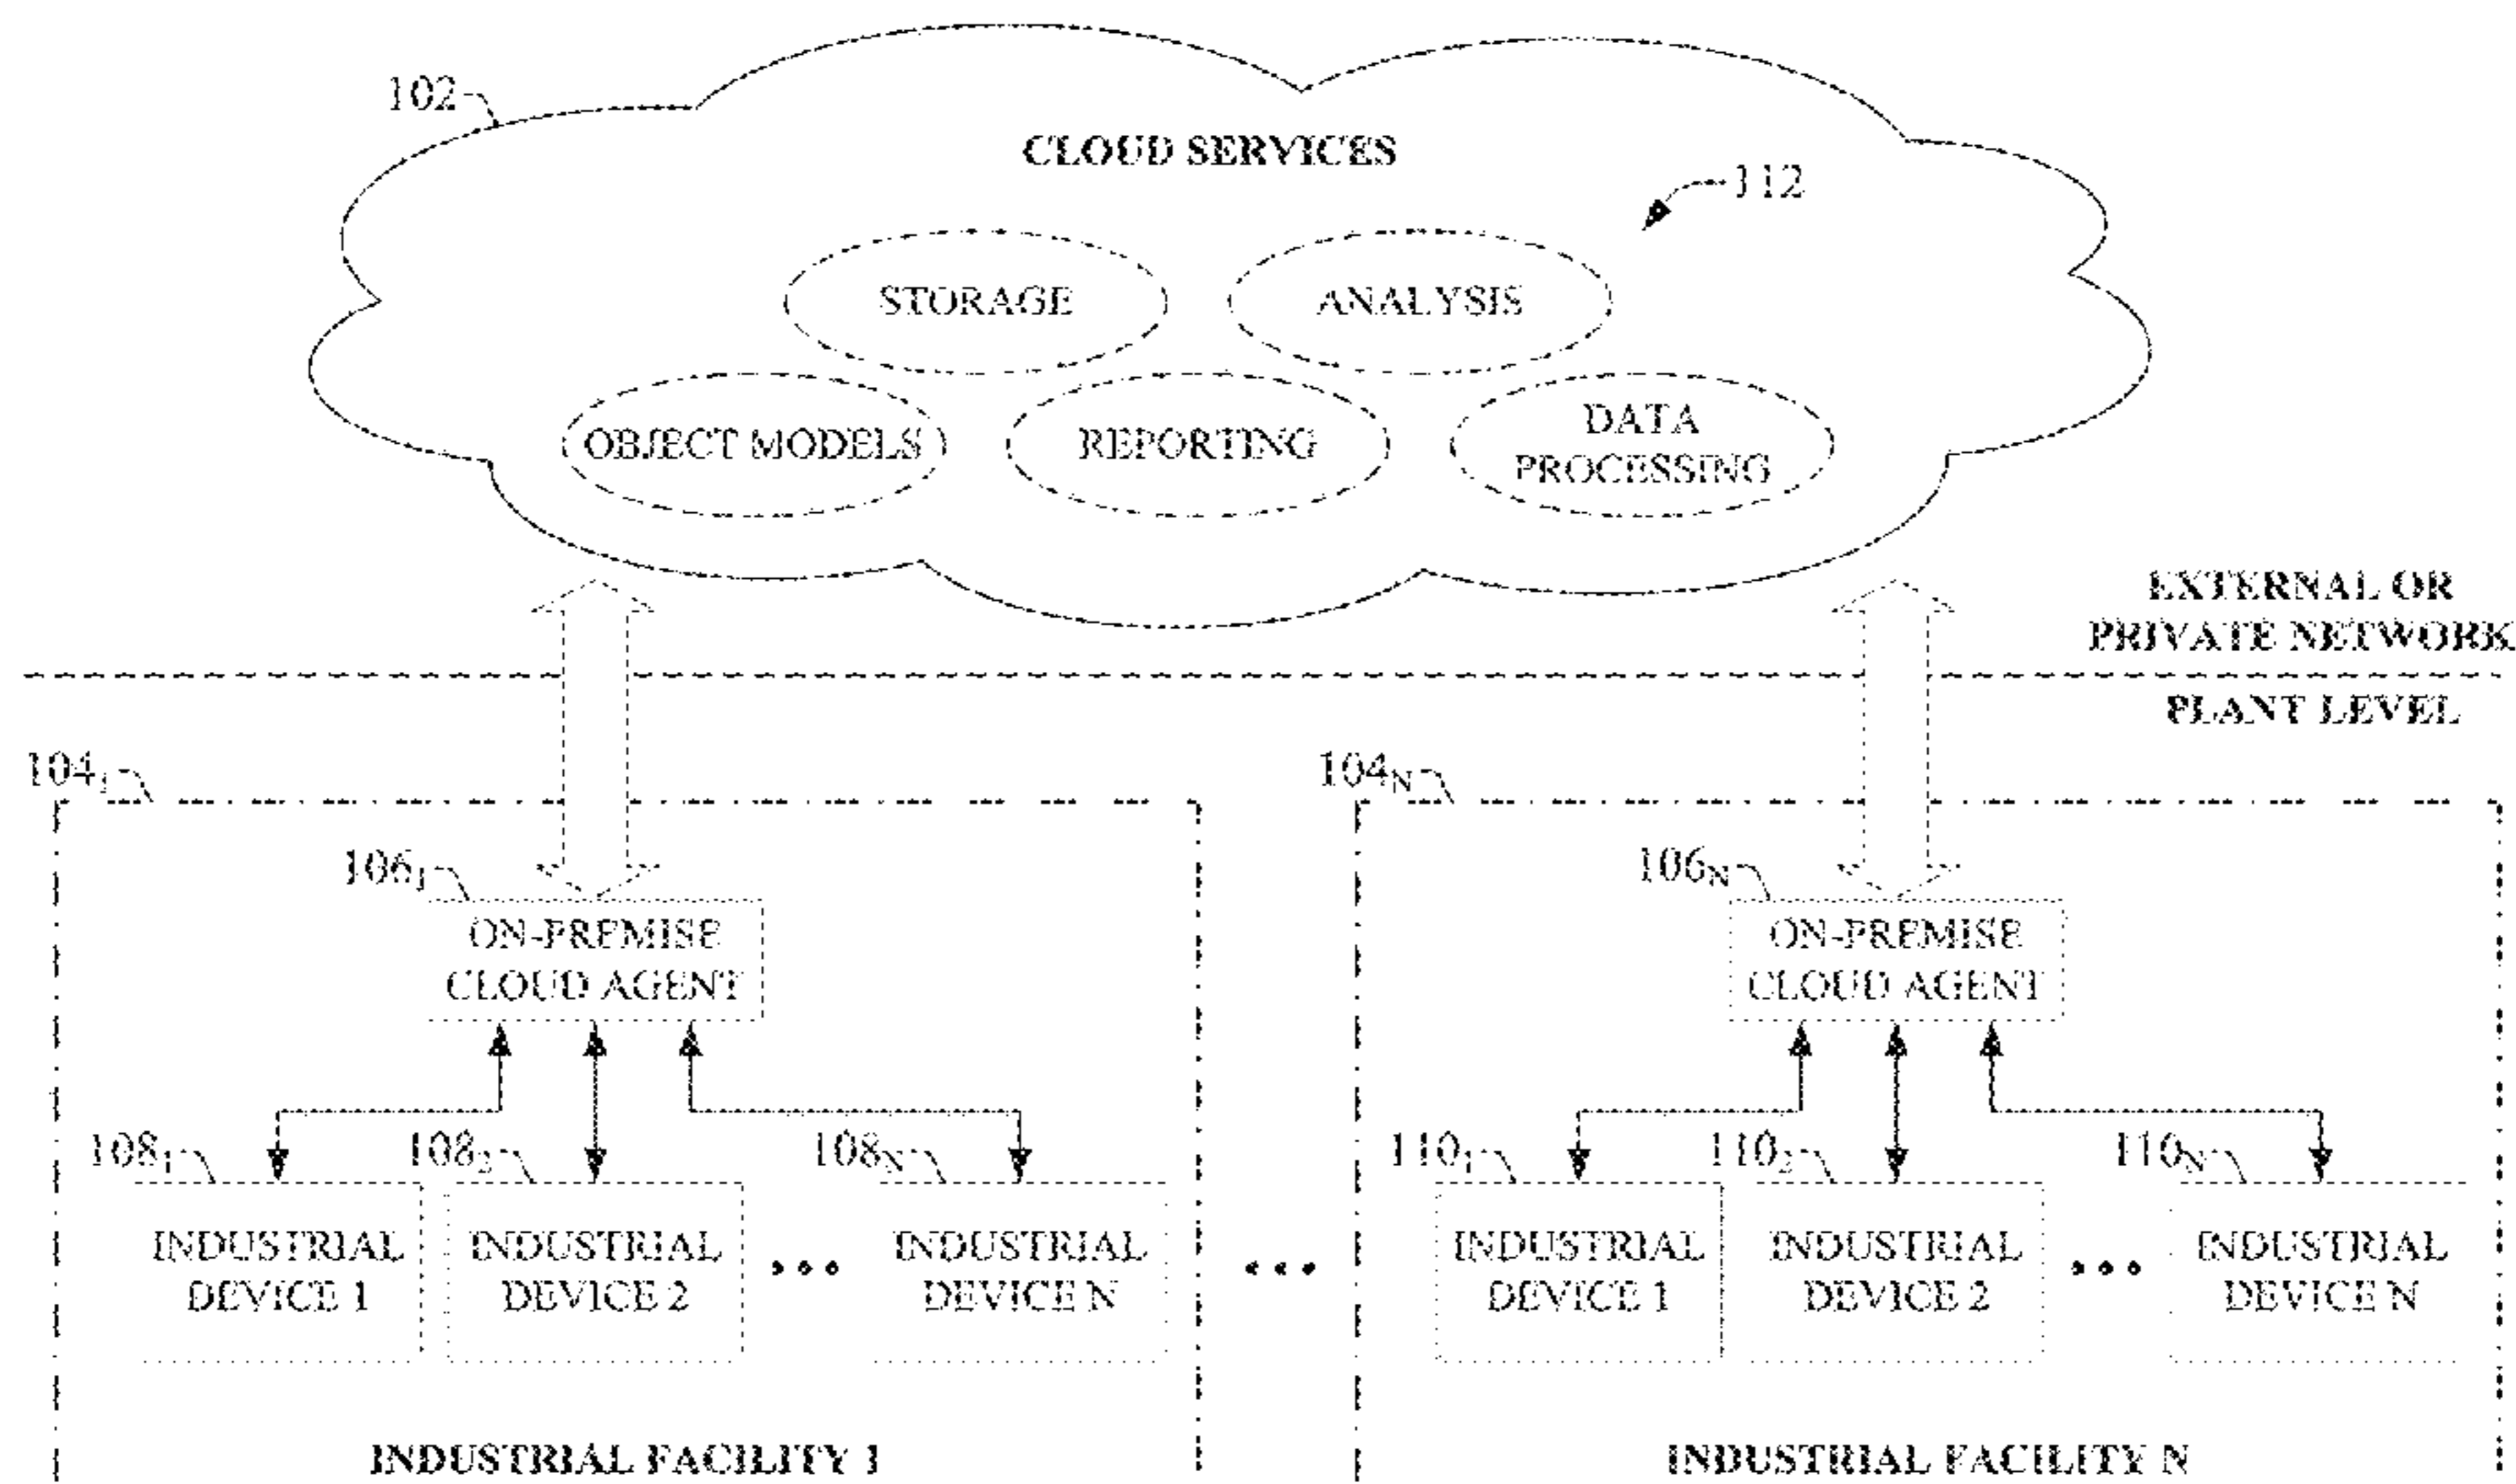 102
CLOUD SERVICES
112
STORAGE
ANALYSIS
OBJECT MODELS
REPORTING
DATA
PROCESSING
EXTERNAL OR
PRIVATE NETWORK
PLANT LEVEL
104₁
104N
106₁
106N
ON-PREMISE
CLOUD AGENT
ON-PREMISE
CLOUD AGENT
108₁
108₂
108N
110₁
110₂
110N
INDUSTRIAL
DEVICE 1
INDUSTRIAL
DEVICE 2
•••
INDUSTRIAL
DEVICE N
•••
INDUSTRIAL
DEVICE 1
INDUSTRIAL
DEVICE 2
•••
INDUSTRIAL
DEVICE N
INDUSTRIAL FACILITY 1
INDUSTRIAL FACILITY N